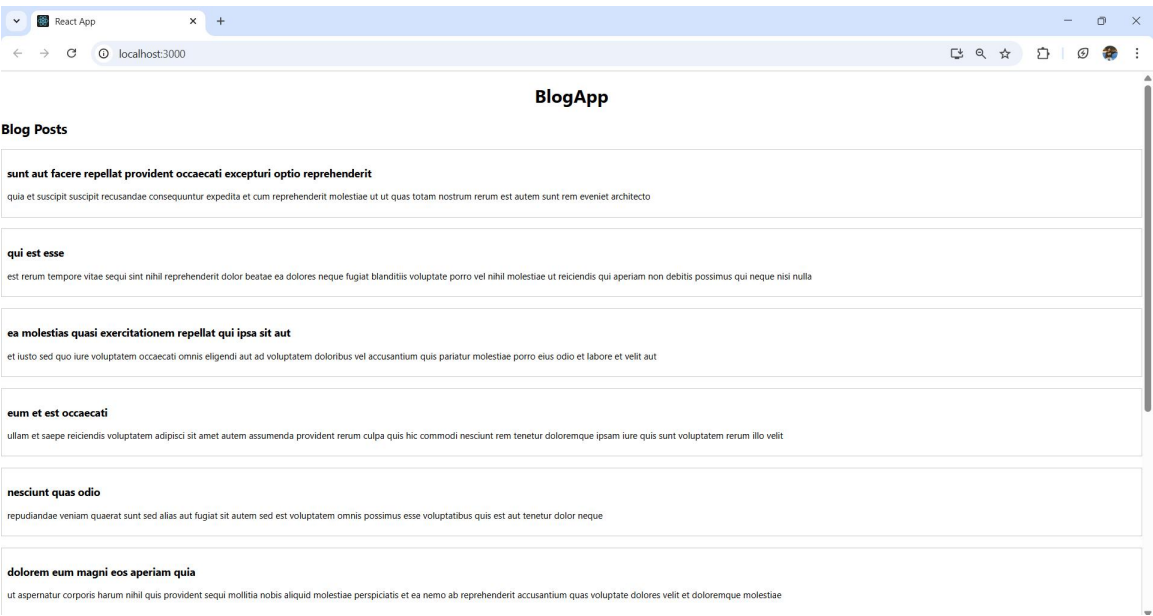 React App
localhost:3000
BlogApp
Blog Posts
sunt aut facere repellat provident occaecati excepturi optio reprehenderit
quia et suscipit suscipit recusandae consequuntur expedita et cum reprehenderit molestiae ut ut quas totam nostrum rerum est autem sunt rem eveniet architecto
qui est esse
est rerum tempore vitae sequi sint nihil reprehenderit dolor beatae ea dolores neque fugiat blanditiis voluptate porro vel nihil molestiae ut reiciendis qui aperiam non debitis possimus qui neque nisi nulla
ea molestias quasi exercitationem repellat qui ipsa sit aut
et iusto sed quo iure voluptatem occaecati omnis eligendi aut ad voluptatem doloribus vel accusantium quis pariatur molestiae porro eius odio et labore et velit aut
eum et est occaecati
ullam et saepe reiciendis voluptatem adipisci sit amet autem assumenda provident rerum culpa quis hic commodi nesciunt rem tenetur doloremque ipsam iure quis sunt voluptatem rerum illo velit
nesciunt quas odio
repudiandae veniam quaerat sunt sed alias aut fugiat sit autem sed est voluptatem omnis possimus esse voluptatibus quis est aut tenetur dolor neque
dolorem eum magni eos aperiam quia
ut aspernatur corporis harum nihil quis provident sequi mollitia nobis aliquid molestiae perspiciatis et ea nemo ab reprehenderit accusantium quas voluptate dolores velit et doloremque molestiae